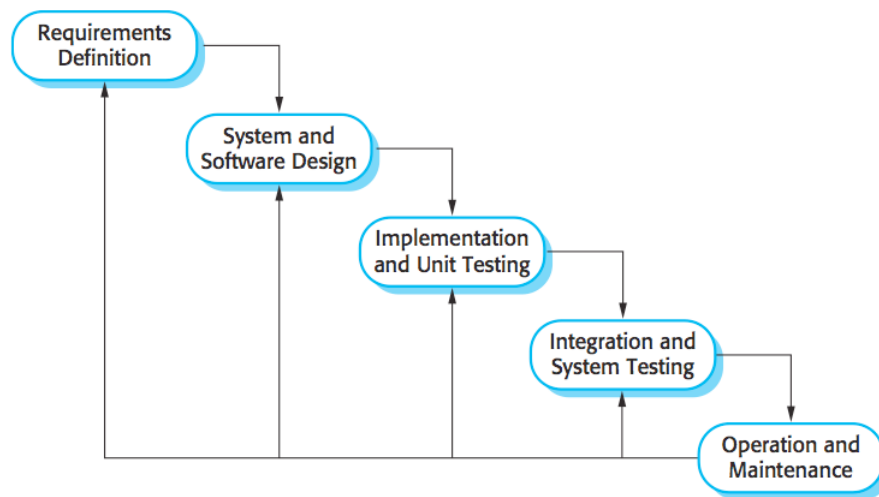 Requirements
Definition
System and
Software Design
Implementation
and Unit Testing
Integration and
System Testing
Operation and
Maintenance